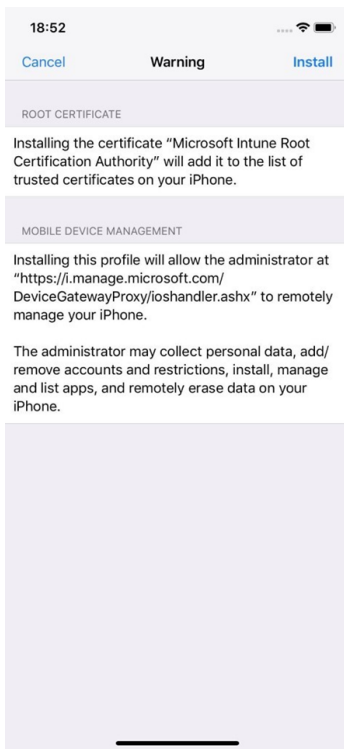 18:52
Cancel Warning Install
ROOT CERTIFICATE
Installing the certificate “Microsoft Intune Root
Certification Authority” will add it to the list of
trusted certificates on your iPhone.
MOBILE DEVICE MANAGEMENT
Installing this profile will allow the administrator at
“https://i.manage.microsoft.com/
DeviceGatewayProxy/ioshandler.ashx” to remotely
manage your iPhone.
The administrator may collect personal data, add/
remove accounts and restrictions, install, manage
and list apps, and remotely erase data on your
iPhone.